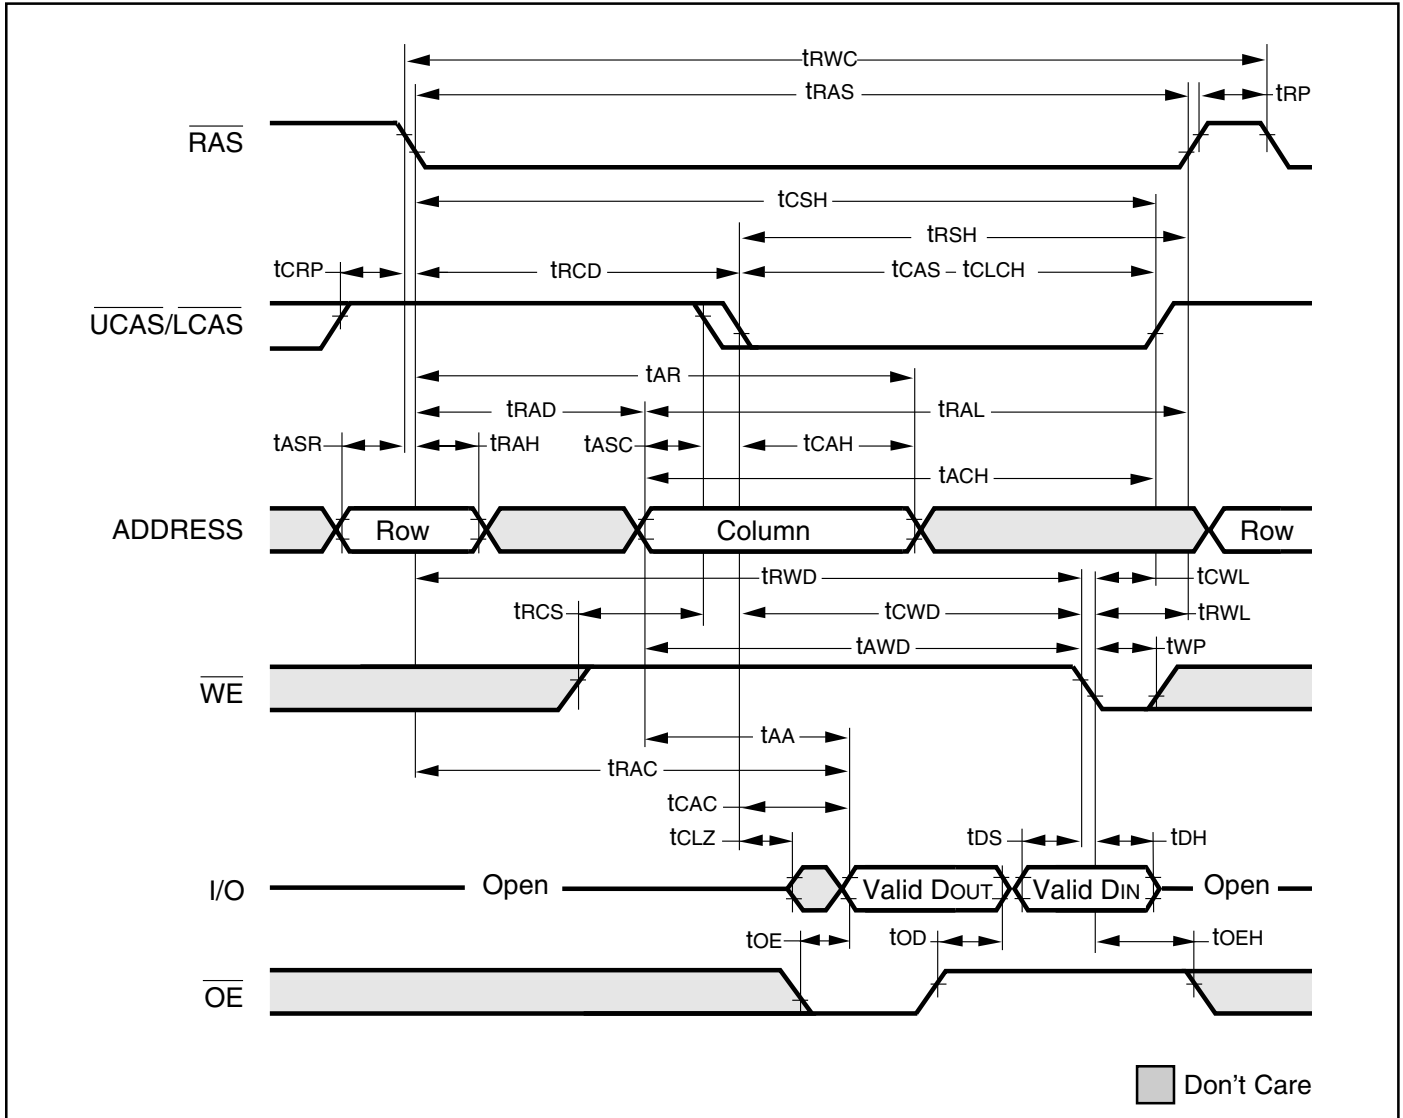 tRWC
tRAS
tRP
RAS
tCSH
tRSH
tCRP
tRCD
tCAS – tCLCH
UCAS/LCAS
tAR
tRAD
tRAL
tASR
tRAH
tASC
tCAH
tACH
ADDRESS
Row
Column
Row
tRWD
tCWL
tRCS
tCWD
tRWL
tAWD
tWP
WE
tAA
tRAC
tCAC
tCLZ
tDS
tDH
I/O
Open
Valid DOUT
Valid DIN
Open
tOE
tOD
tOEH
OE
Don't Care